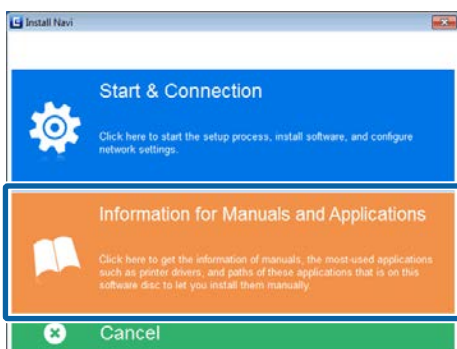 Install Navi
Start & Connection
Click here to start the setup process, install software, and configure
network settings.
Information for Manuals and Applications
Click here to get the information of manuals, the most-used applications
such as printer drivers, and paths of these applications that is on this
software disc to let you install them manually.
Cancel